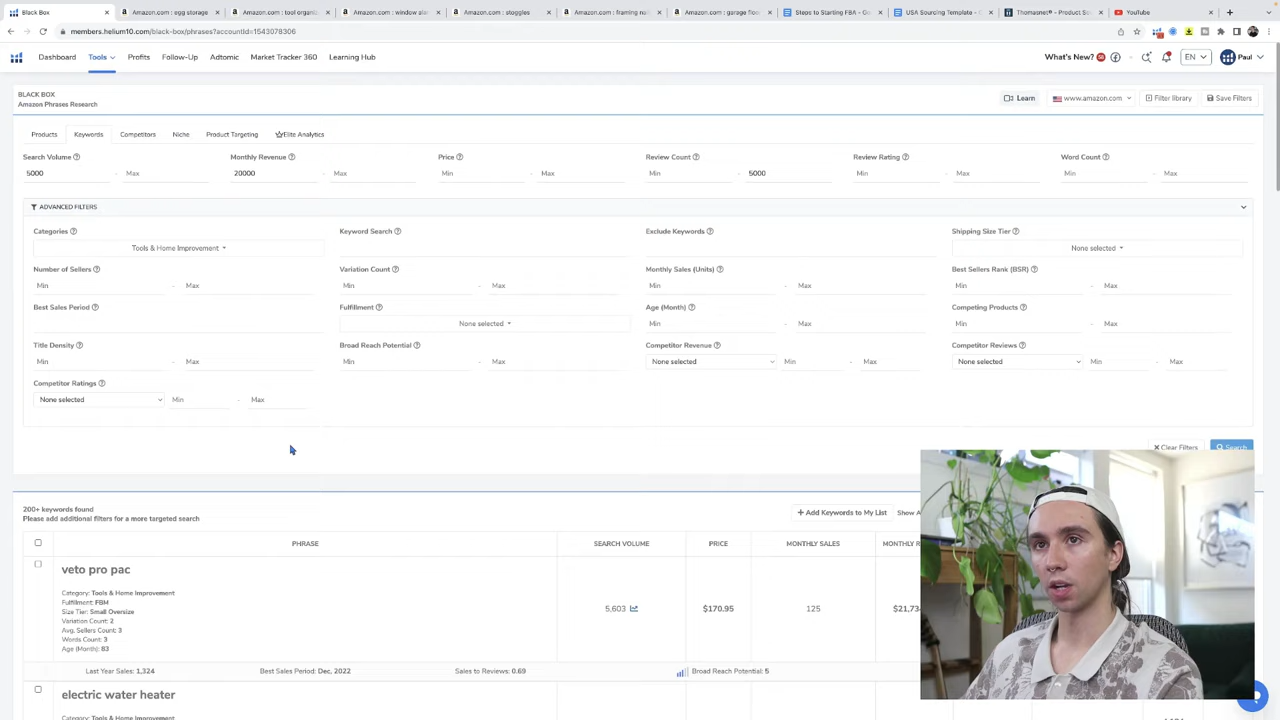 Black Box
Amazon.com : egg storage
Amazon.com : tool organiz
Amazon.com : window alar
Amazon.com : sloggles
Amazon.com : framing nai
Amazon.com : garage floo
Steps to Starting FBA - Go
USA Sourcing Template - G
Thomasnet® - Product So
YouTube
members.helium10.com/black-box/phrases?accountId=1543078306
Dashboard Tools Profits Follow-Up Adtomic Market Tracker 360 Learning Hub What's New? EN Paul
BLACK BOX
Amazon Phrases Research
Learn www.amazon.com Filter library Save Filters
Products Keywords Competitors Niche Product Targeting Elite Analytics
Search Volume Monthly Revenue Price Review Count Review Rating Word Count
5000 - Max 20000 - Max Min - Max Min - 5000 Min - Max Min - Max
ADVANCED FILTERS
Categories Keyword Search Exclude Keywords Shipping Size Tier
Tools & Home Improvement None selected
Number of Sellers Variation Count Monthly Sales (Units) Best Sellers Rank (BSR)
Min - Max Min - Max Min - Max Min - Max
Best Sales Period Fulfillment Age (Month) Competing Products
None selected Min - Max Min - Max
Title Density Broad Reach Potential Competitor Revenue Competitor Reviews
Min - Max Min - Max None selected Min - Max None selected Min - Max
Competitor Ratings
None selected Min - Max
Clear Filters Search
200+ keywords found
Please add additional filters for a more targeted search
+ Add Keywords to My List Show
PHRASE SEARCH VOLUME PRICE MONTHLY SALES MONTHLY R
veto pro pac
Category: Tools & Home Improvement
Fulfillment: FBM
Size Tier: Small Oversize
Variation Count: 2
Avg. Sellers Count: 3
Words Count: 3
Age (Month): 83
5,603 $170.95 125 $21,73
Last Year Sales: 1,324 Best Sales Period: Dec, 2022 Sales to Reviews: 0.69 Broad Reach Potential: 5
electric water heater
Category: Tools & Home Improvement